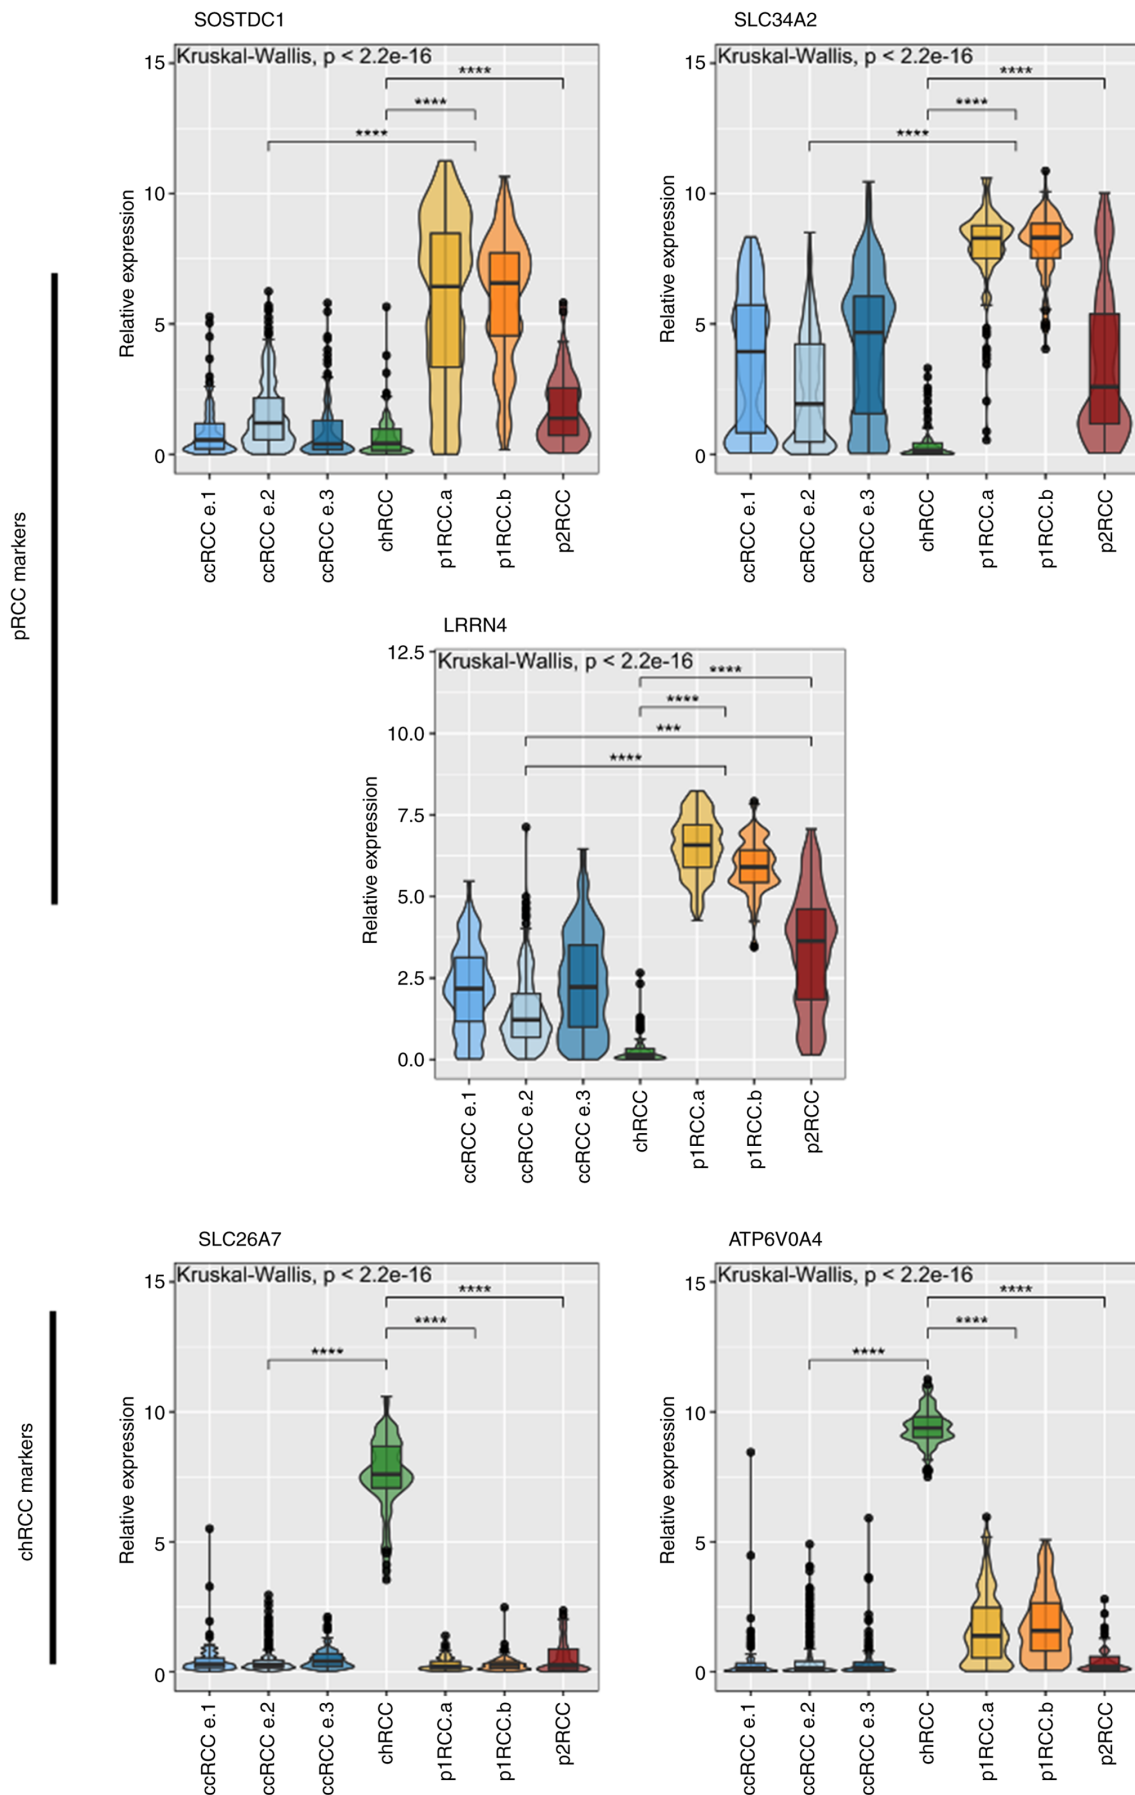 SOSTDC1
Kruskal-Wallis, p < 2.2e-16
****
****
****
15
10
5
0
Relative expression
ccRCC e.1
ccRCC e.2
ccRCC e.3
chRCC
p1RCC.a
p1RCC.b
p2RCC
SLC34A2
Kruskal-Wallis, p < 2.2e-16
****
****
****
15
10
5
0
Relative expression
ccRCC e.1
ccRCC e.2
ccRCC e.3
chRCC
p1RCC.a
p1RCC.b
p2RCC
pRCC markers
LRRN4
Kruskal-Wallis, p < 2.2e-16
****
****
***
****
12.5
10.0
7.5
5.0
2.5
0.0
Relative expression
ccRCC e.1
ccRCC e.2
ccRCC e.3
chRCC
p1RCC.a
p1RCC.b
p2RCC
SLC26A7
Kruskal-Wallis, p < 2.2e-16
****
****
****
15
10
5
0
Relative expression
ccRCC e.1
ccRCC e.2
ccRCC e.3
chRCC
p1RCC.a
p1RCC.b
p2RCC
ATP6V0A4
Kruskal-Wallis, p < 2.2e-16
****
****
****
15
10
5
0
Relative expression
ccRCC e.1
ccRCC e.2
ccRCC e.3
chRCC
p1RCC.a
p1RCC.b
p2RCC
chRCC markers